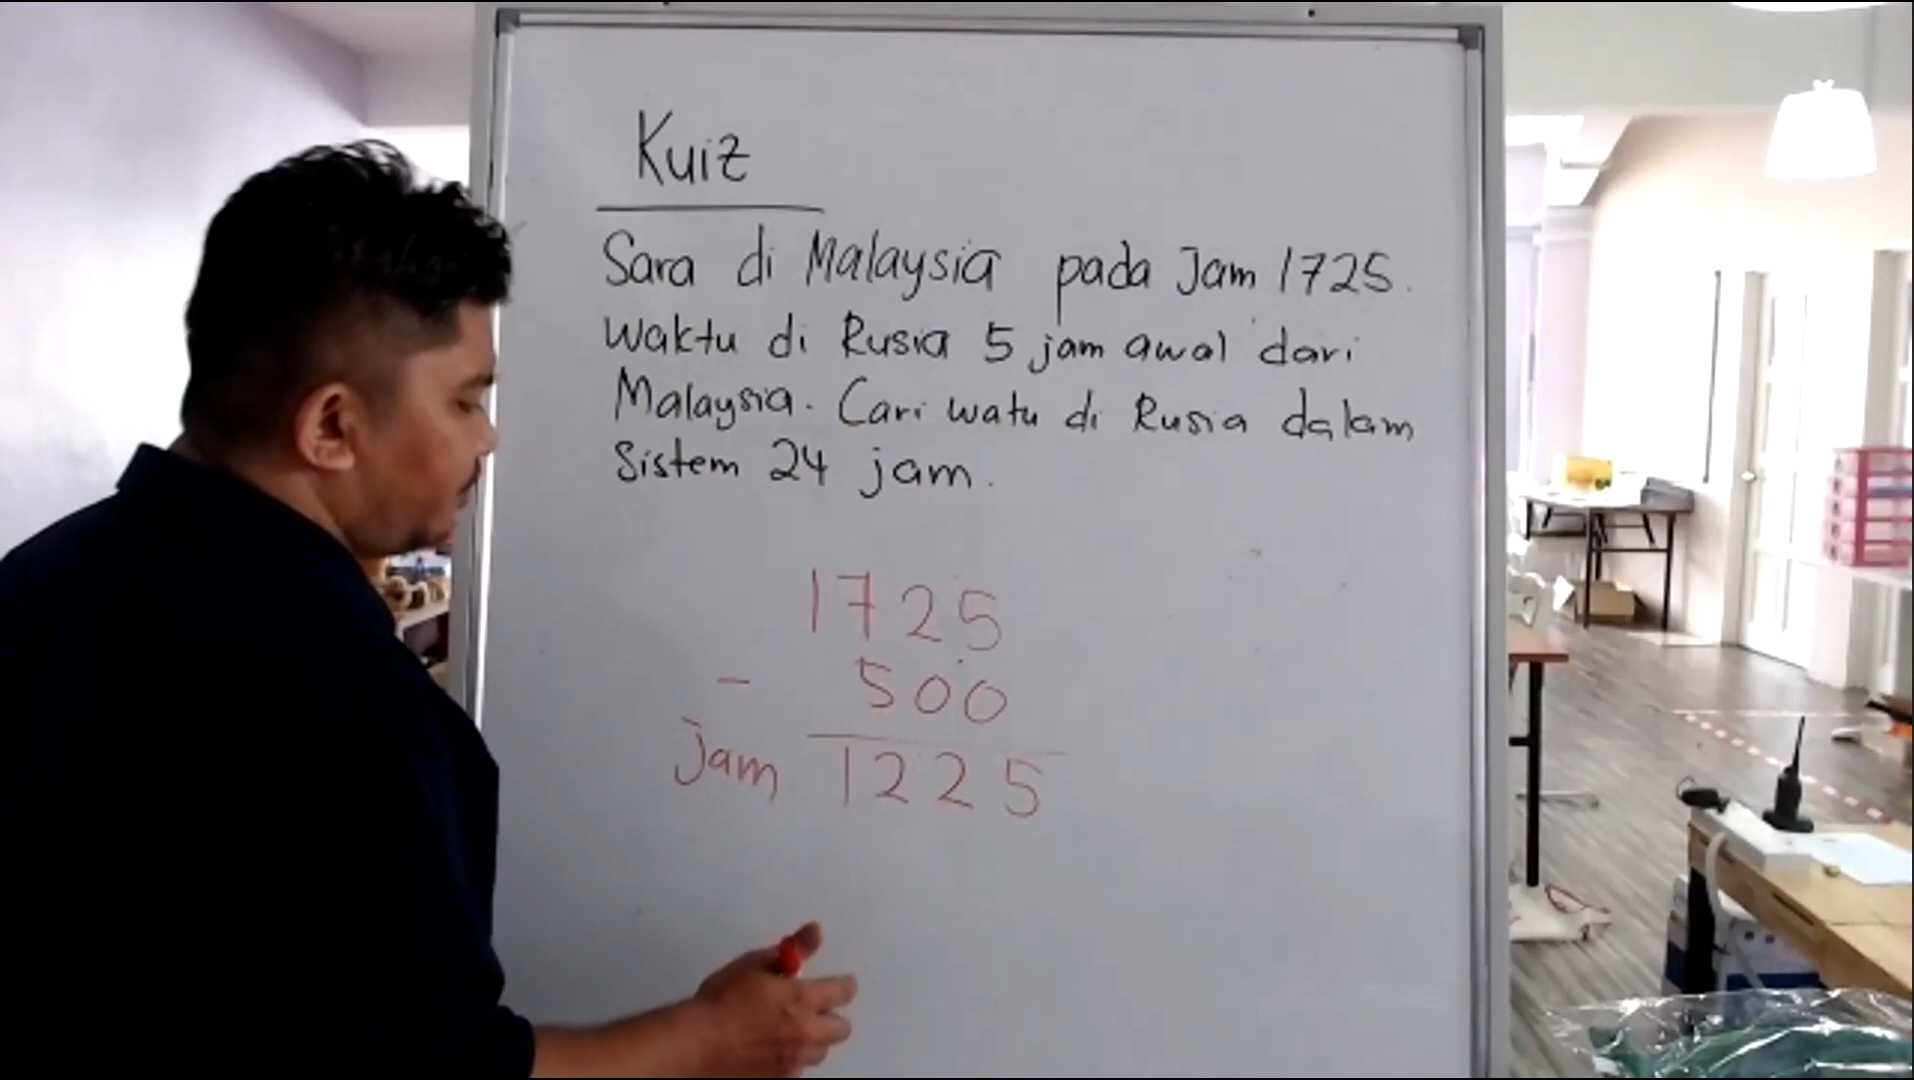 Kuiz
Sara di Malaysia pada Jam 1725.
Waktu di Rusia 5 jam awal dari
Malaysia. Cari watu di Rusia dalam
Sistem 24 jam.
1725
- 500
Jam 1225